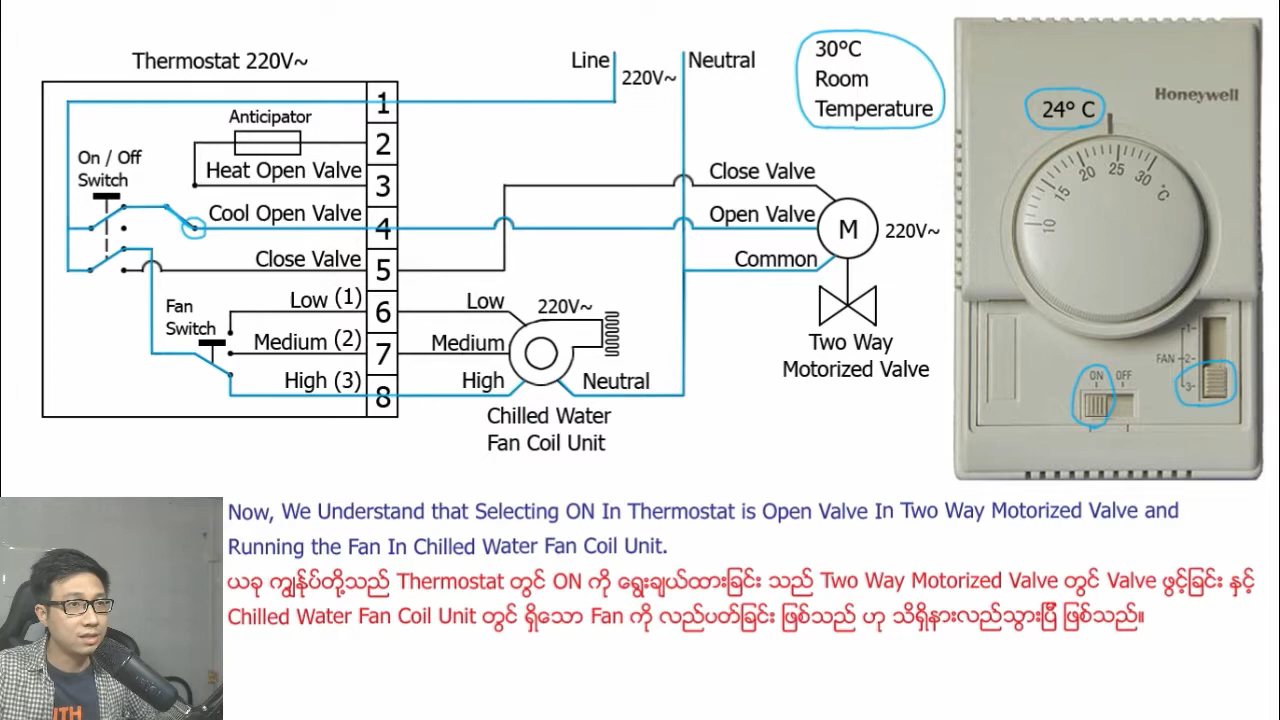 Thermostat 220V~
Line
220V~
Neutral
30°C
Room
Temperature
Honeywell
24° C
1
Anticipator
2
On / Off
Switch
Heat Open Valve
3
Close Valve
10
15
20
25
30
°C
Cool Open Valve
4
Open Valve
M
220V~
Close Valve
5
Common
Fan
Switch
Low (1)
6
Low
220V~
Medium (2)
7
Medium
High (3)
8
High
Neutral
Two Way
Motorized Valve
FAN
1
2
3
ON
OFF
Chilled Water
Fan Coil Unit
Now, We Understand that Selecting ON In Thermostat is Open Valve In Two Way Motorized Valve and
Running the Fan In Chilled Water Fan Coil Unit.
ယခု ကျွန်ုပ်တို့သည် Thermostat တွင် ON ကို ရွေးချယ်ထားခြင်း သည် Two Way Motorized Valve တွင် Valve ဖွင့်ခြင်း နှင့်
Chilled Water Fan Coil Unit တွင် ရှိသော Fan ကို လည်ပတ်ခြင်း ဖြစ်သည် ဟု သိရှိနားလည်သွားပြီ ဖြစ်သည်။